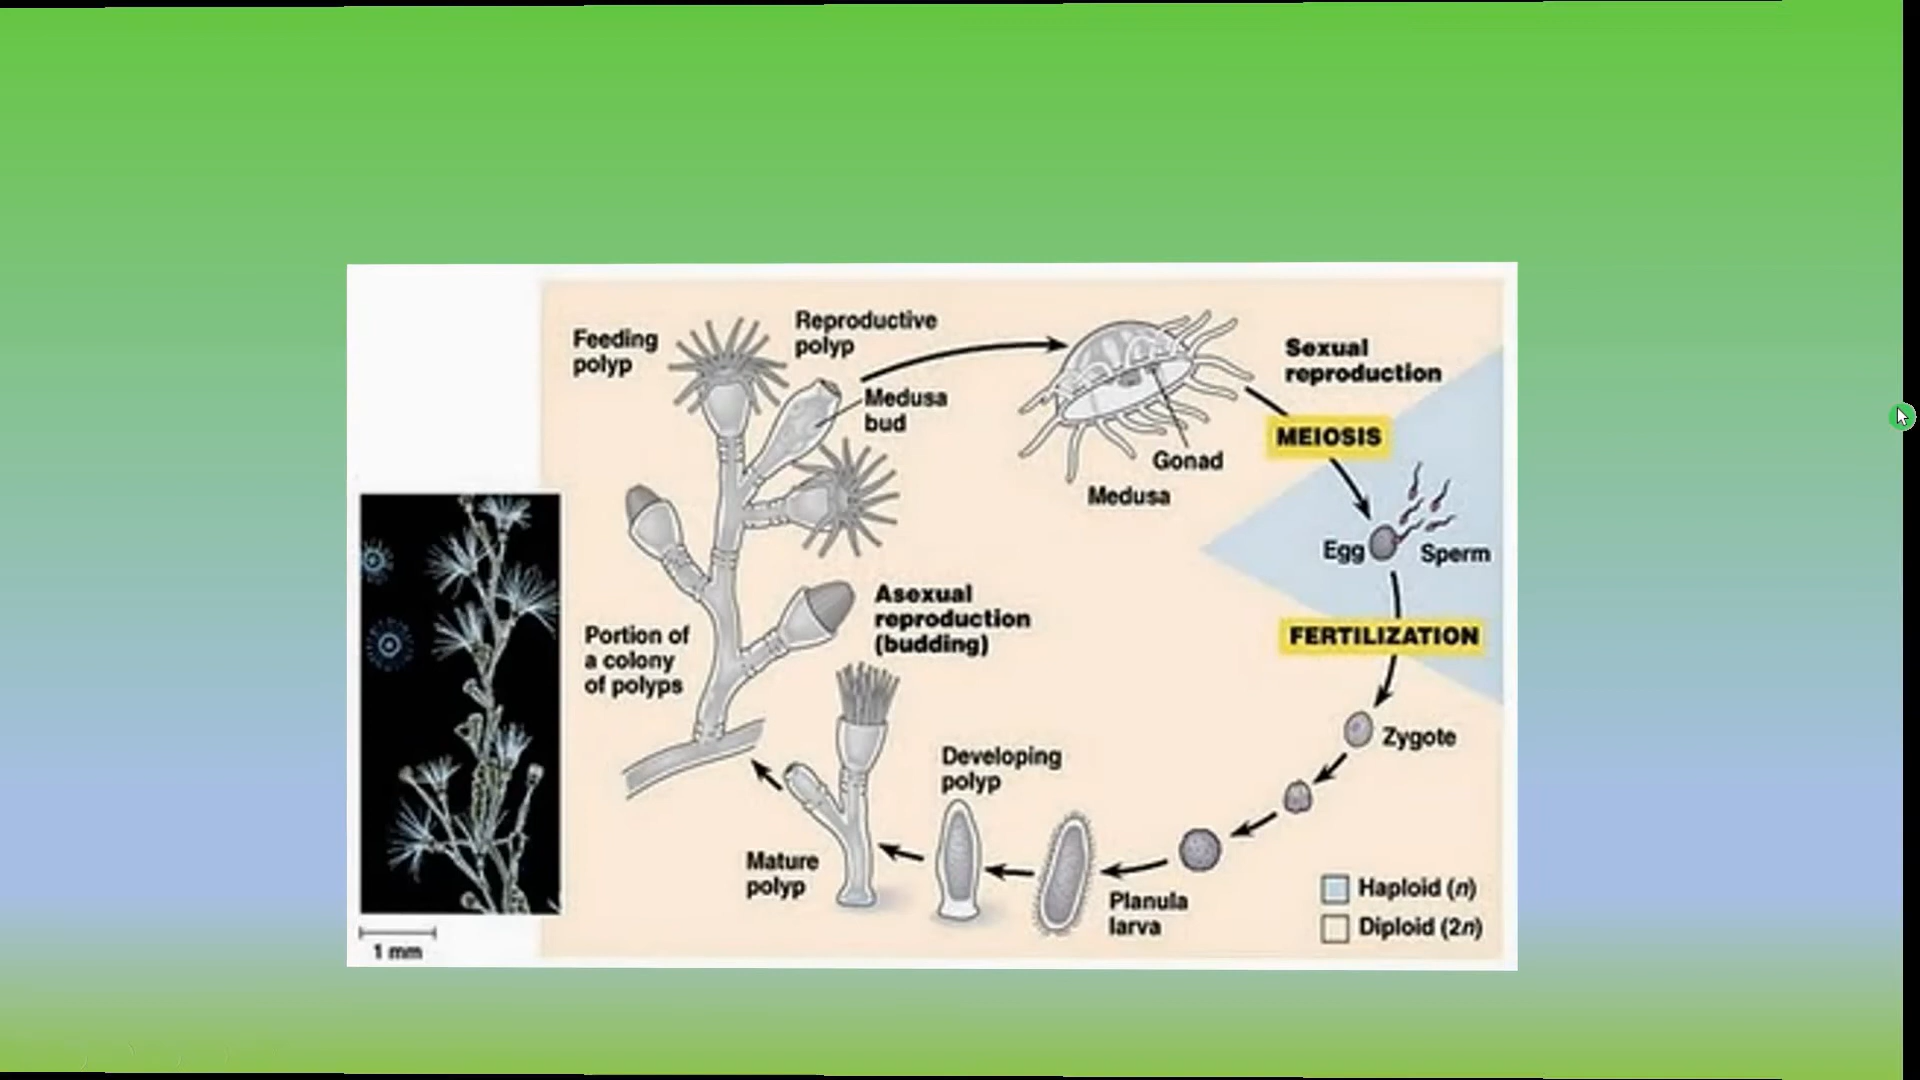 Feeding
polyp
Reproductive
polyp
Medusa
bud
Gonad
Medusa
Sexual
reproduction
MEIOSIS
Egg
Sperm
FERTILIZATION
Zygote
Portion of
a colony
of polyps
Asexual
reproduction
(budding)
Developing
polyp
Mature
polyp
Planula
larva
Haploid (n)
Diploid (2n)
1 mm